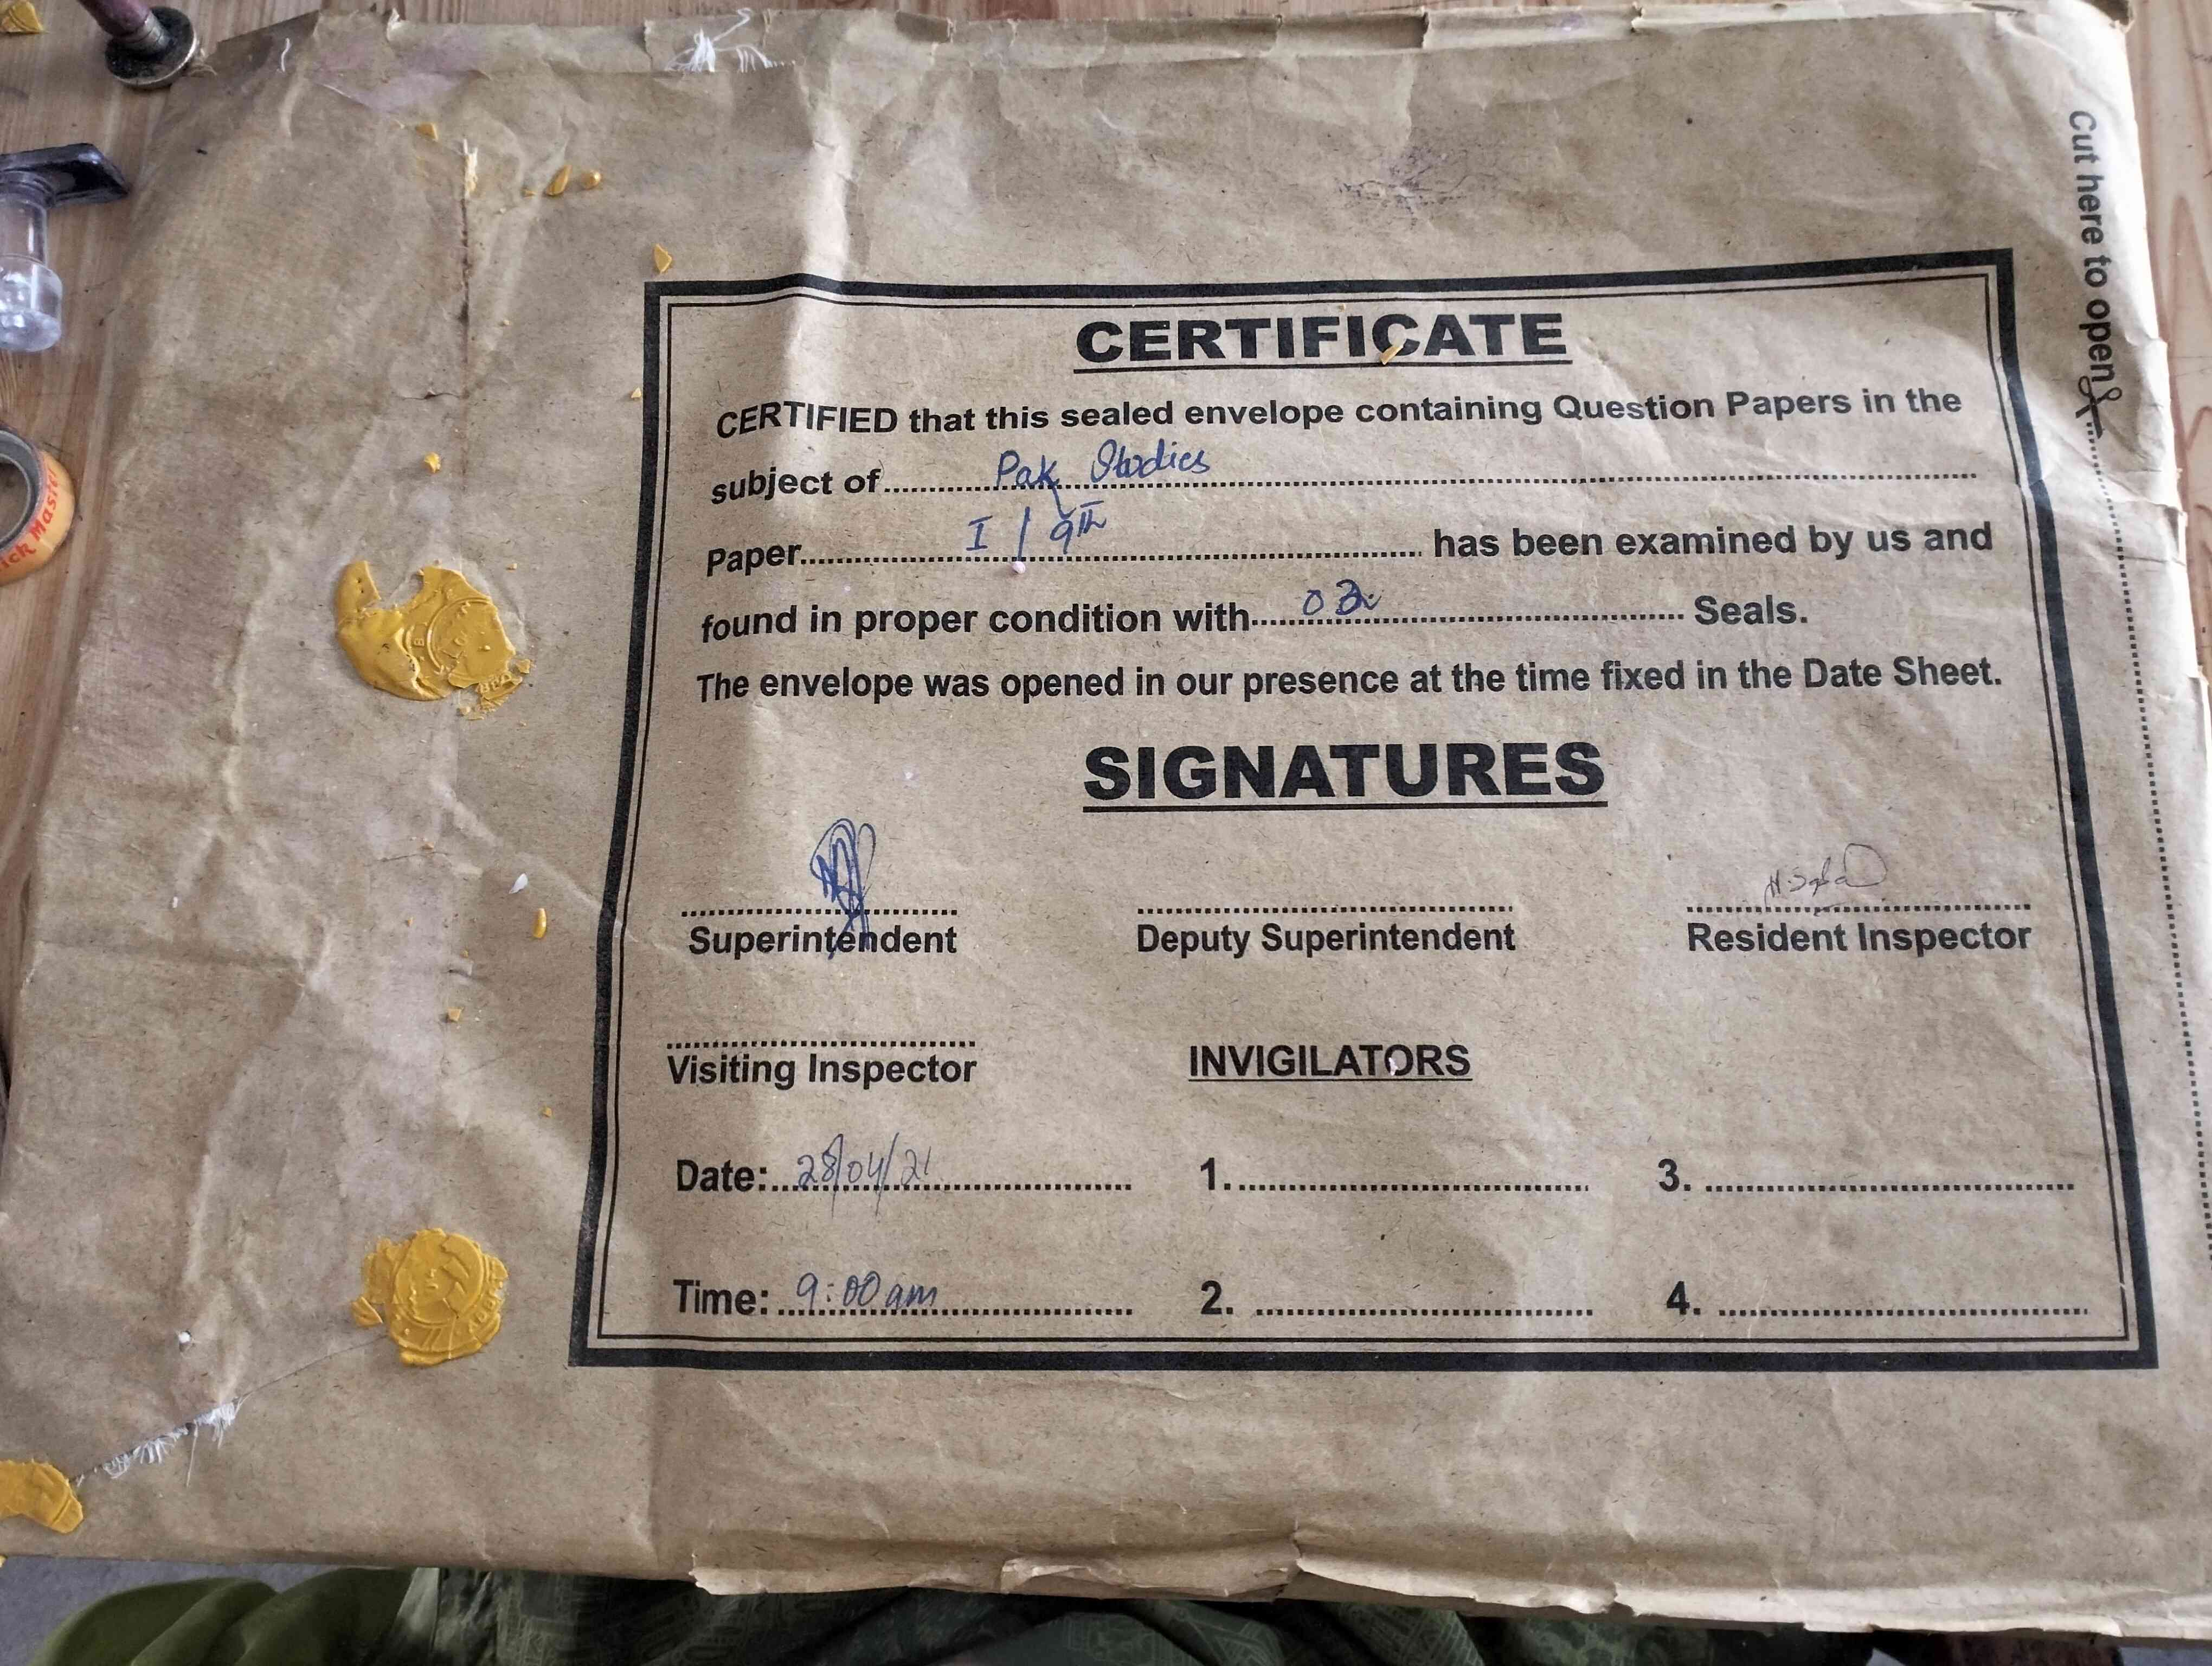 CERTIFICATE
CERTIFIED that this sealed envelope containing Question Papers in the
subject of Pak Studies
Paper I / 9th has been examined by us and
found in proper condition with 03 Seals.
The envelope was opened in our presence at the time fixed in the Date Sheet.
SIGNATURES
Superintendent
Deputy Superintendent
Resident Inspector
Visiting Inspector
INVIGILATORS
Date: 28/04/21
1.
3.
Time: 9:00 am
2.
4.
Cut here to open